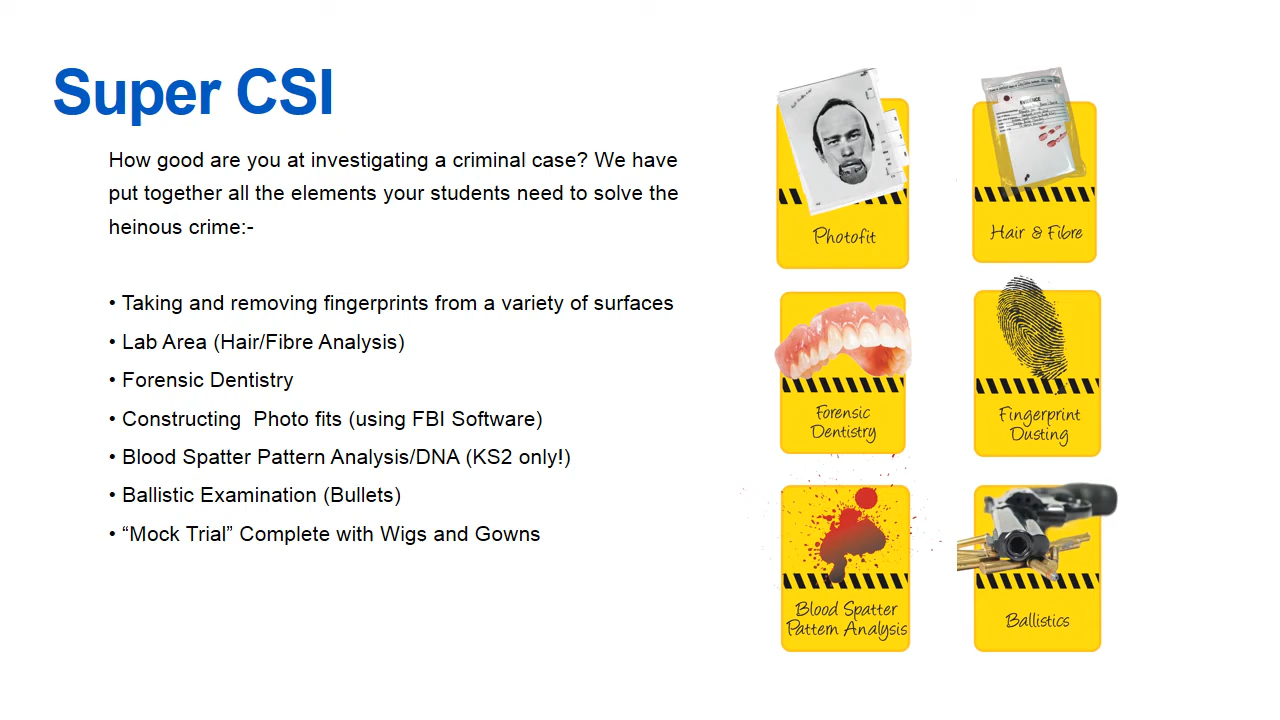 Super CSI
How good are you at investigating a criminal case? We have
put together all the elements your students need to solve the
heinous crime:-
• Taking and removing fingerprints from a variety of surfaces
• Lab Area (Hair/Fibre Analysis)
• Forensic Dentistry
• Constructing  Photo fits (using FBI Software)
• Blood Spatter Pattern Analysis/DNA (KS2 only!)
• Ballistic Examination (Bullets)
• “Mock Trial” Complete with Wigs and Gowns
Photofit
EVIDENCE
Hair & Fibre
Forensic
Dentistry
Fingerprint
Dusting
Blood Spatter
Pattern Analysis
Ballistics